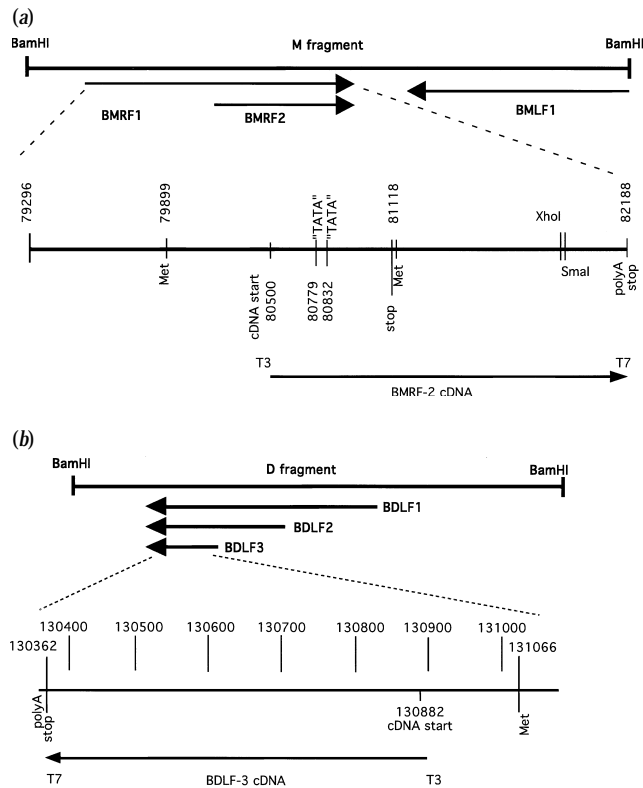 (a)
BamHI M fragment BamHI
BMRF1
BMRF2
BMLF1
79296
79899
"TATA"
"TATA"
81118
XhoI
82188
Met
cDNA start
80500
80779
80832
stop
Met
SmaI
polyA
stop
T3 T7
BMRF-2 cDNA
(b)
BamHI D fragment BamHI
BDLF1
BDLF2
BDLF3
130400 130500 130600 130700 130800 130900 131000
130362 131066
polyA
stop
130882
cDNA start
Met
T7 BDLF-3 cDNA T3